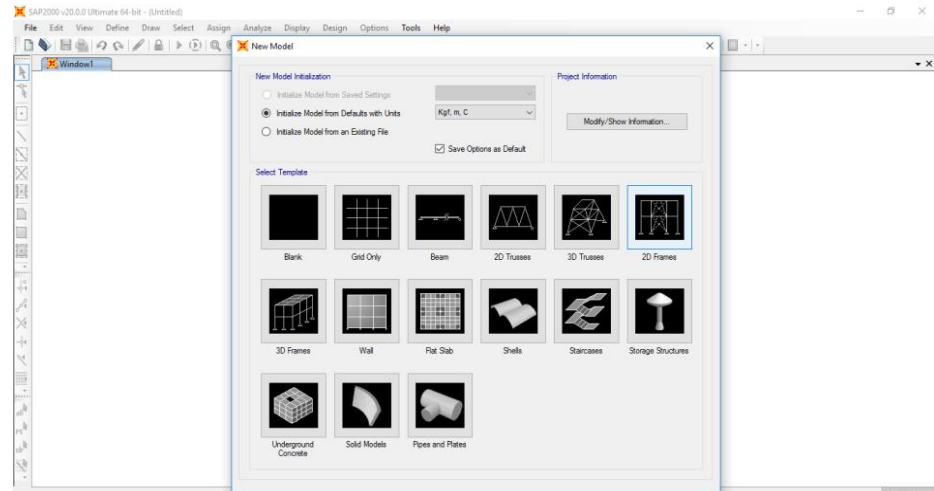 SAP2000 v20.0.0 Ultimate 64-bit - (Untitled)
File Edit View Define Draw Select Assign Analyze Display Design Options Tools Help
New Model
Window1
New Model Initialization
Project Information
Initialize Model from Saved Settings
Initialize Model from Defaults with Units
Kgf, m, C
Modify/Show Information...
Initialize Model from an Existing File
Save Options as Default
Select Template
Blank
Grid Only
Beam
2D Trusses
3D Trusses
2D Frames
3D Frames
Wall
Flat Slab
Shells
Staircases
Storage Structures
Underground
Concrete
Solid Models
Pipes and Plates